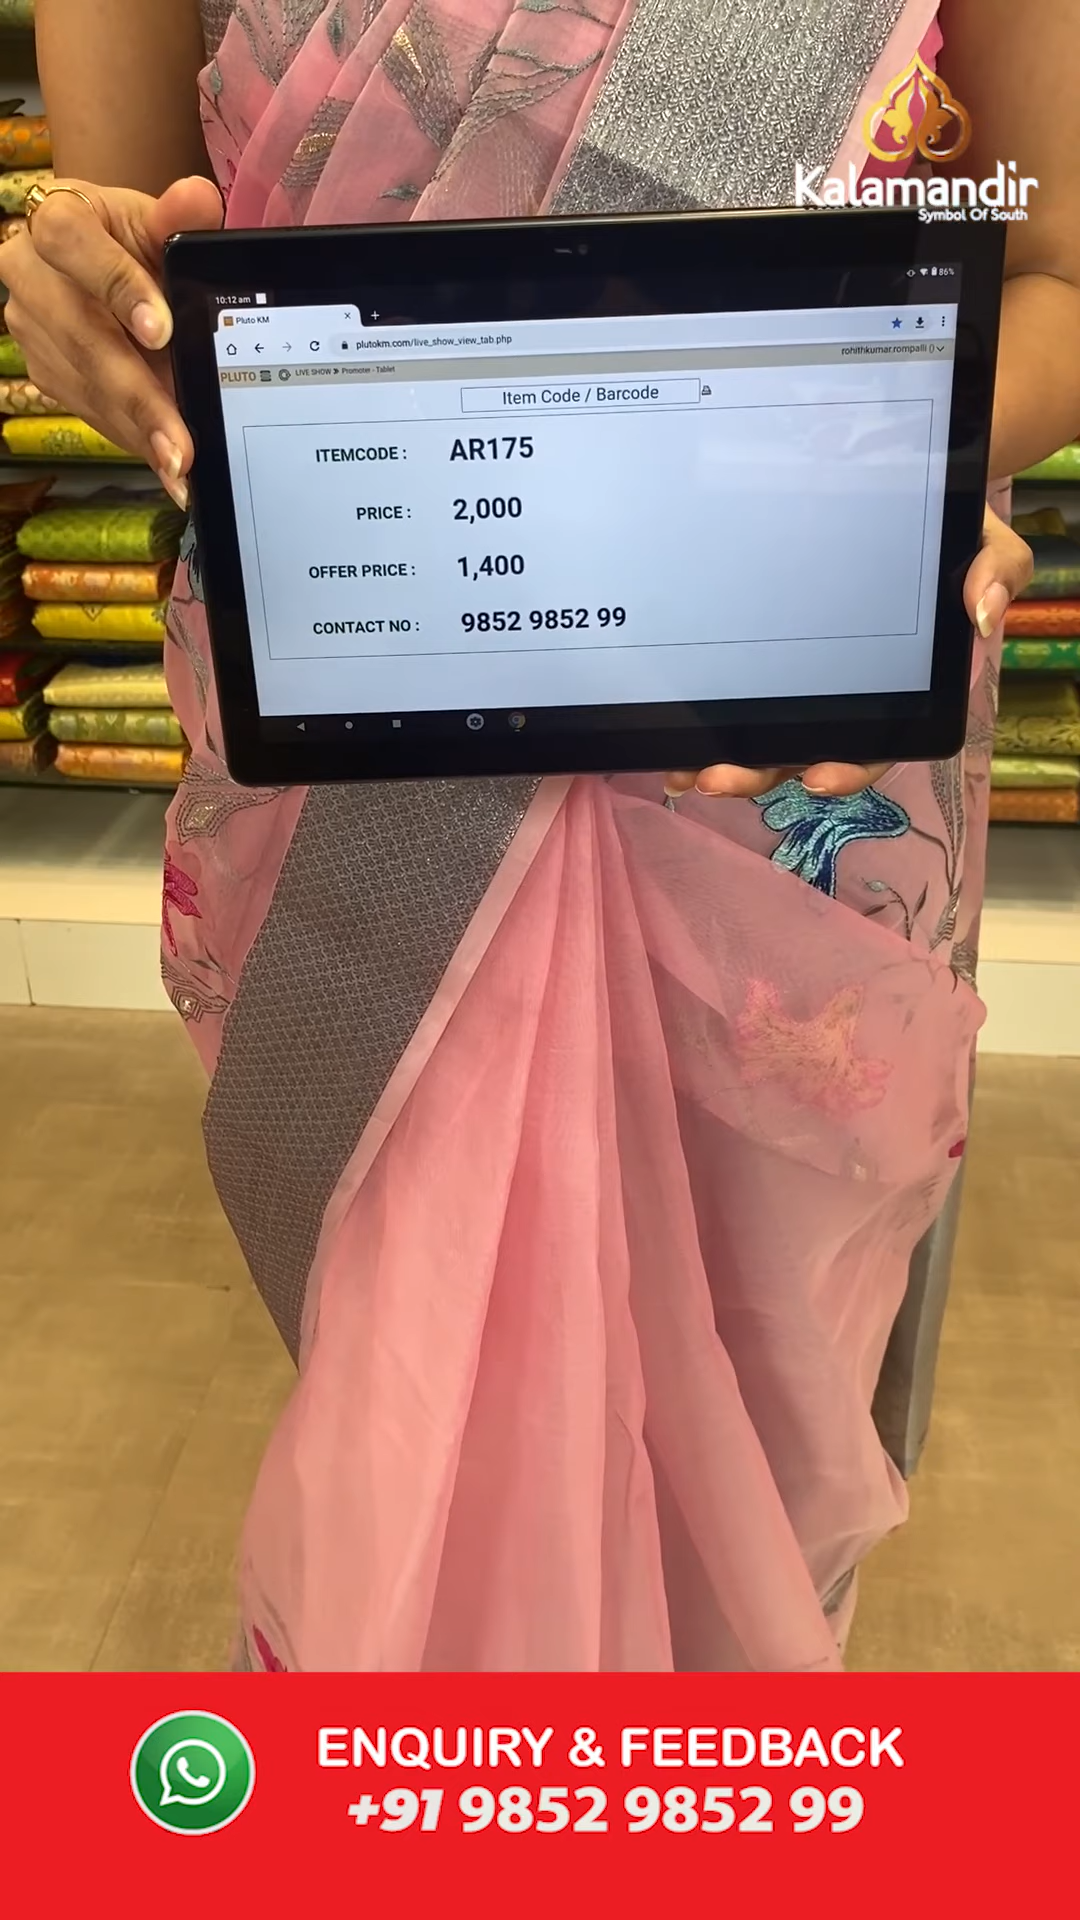 Kalamandir
Symbol Of South
10:12 am
86%
Pluto KM
plutokm.com/live_show_view_tab.php
rohithkumar.rompalli ()
PLUTO LIVE SHOW Promoter - Tablet
Item Code / Barcode
ITEMCODE : AR175
PRICE : 2,000
OFFER PRICE : 1,400
CONTACT NO : 9852 9852 99
ENQUIRY & FEEDBACK
+91 9852 9852 99